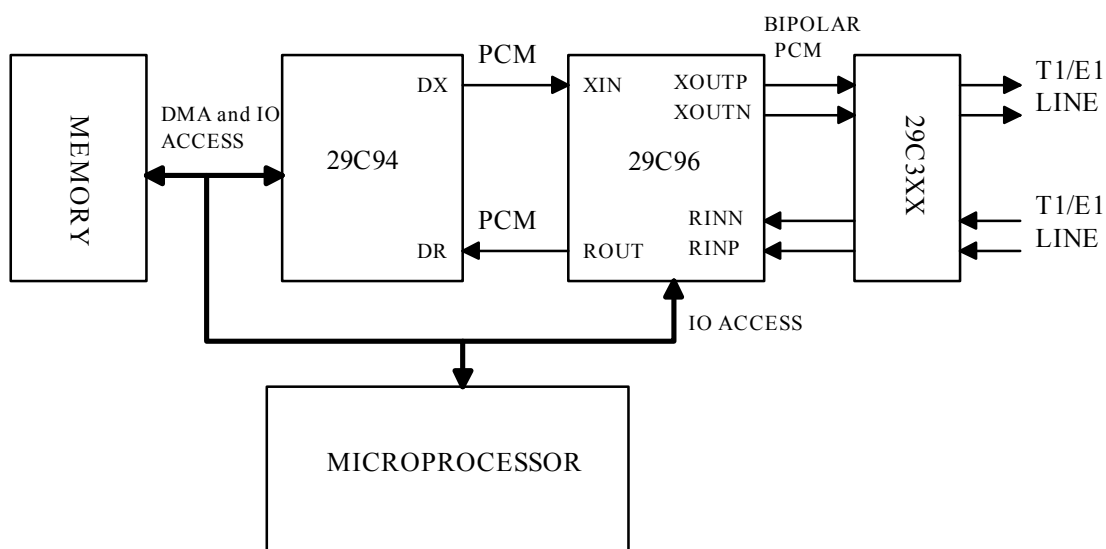 BIPOLAR
PCM
PCM
T1/E1
LINE
DX
XIN
XOUTP
XOUTN
DMA and IO
ACCESS
MEMORY
29C94
29C96
29C3XX
PCM
RINN
RINP
T1/E1
LINE
DR
ROUT
IO ACCESS
MICROPROCESSOR